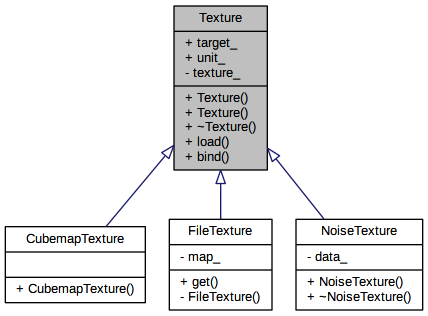 Texture
+ target_
+ unit_
- texture_
+ Texture()
+ Texture()
+ ~Texture()
+ load()
+ bind()
CubemapTexture
+ CubemapTexture()
FileTexture
- map_
+ get()
- FileTexture()
NoiseTexture
- data_
+ NoiseTexture()
+ ~NoiseTexture()